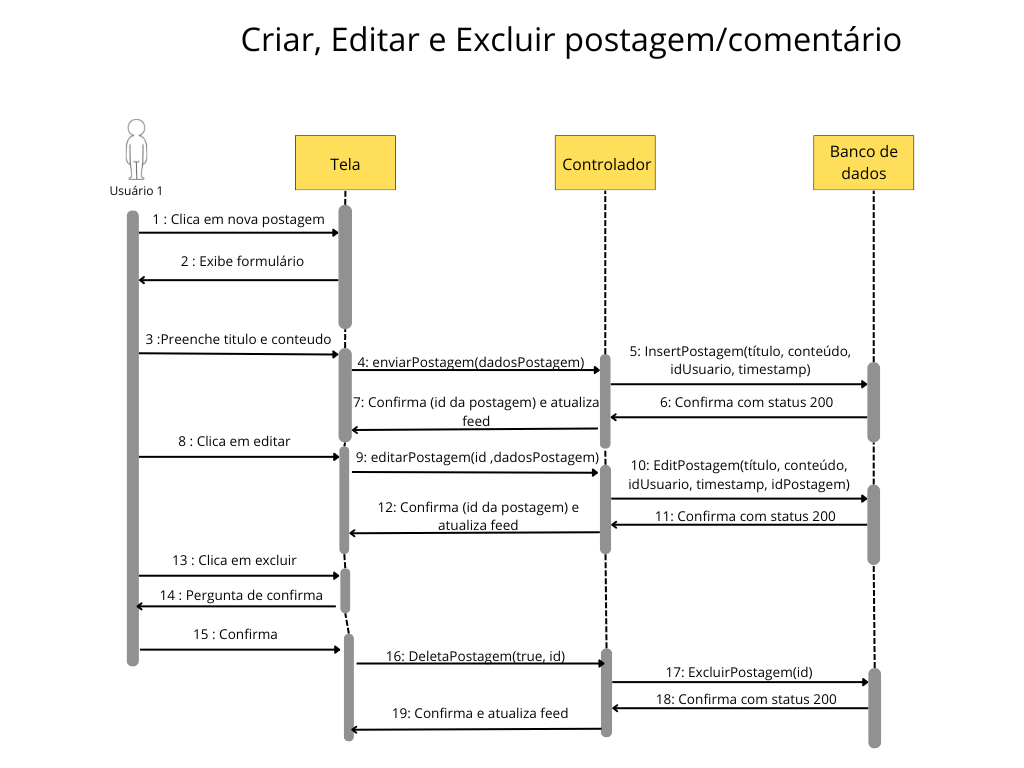 Criar, Editar e Excluir postagem/comentário
Usuário 1
Tela
Controlador
Banco de
dados
1 : Clica em nova postagem
2 : Exibe formulário
3 :Preenche titulo e conteudo
4: enviarPostagem(dadosPostagem)
5: InsertPostagem(título, conteúdo,
idUsuario, timestamp)
6: Confirma com status 200
7: Confirma (id da postagem) e atualiza
feed
8 : Clica em editar
9: editarPostagem(id ,dadosPostagem)
10: EditPostagem(título, conteúdo,
idUsuario, timestamp, idPostagem)
11: Confirma com status 200
12: Confirma (id da postagem) e
atualiza feed
13 : Clica em excluir
14 : Pergunta de confirma
15 : Confirma
16: DeletaPostagem(true, id)
17: ExcluirPostagem(id)
18: Confirma com status 200
19: Confirma e atualiza feed